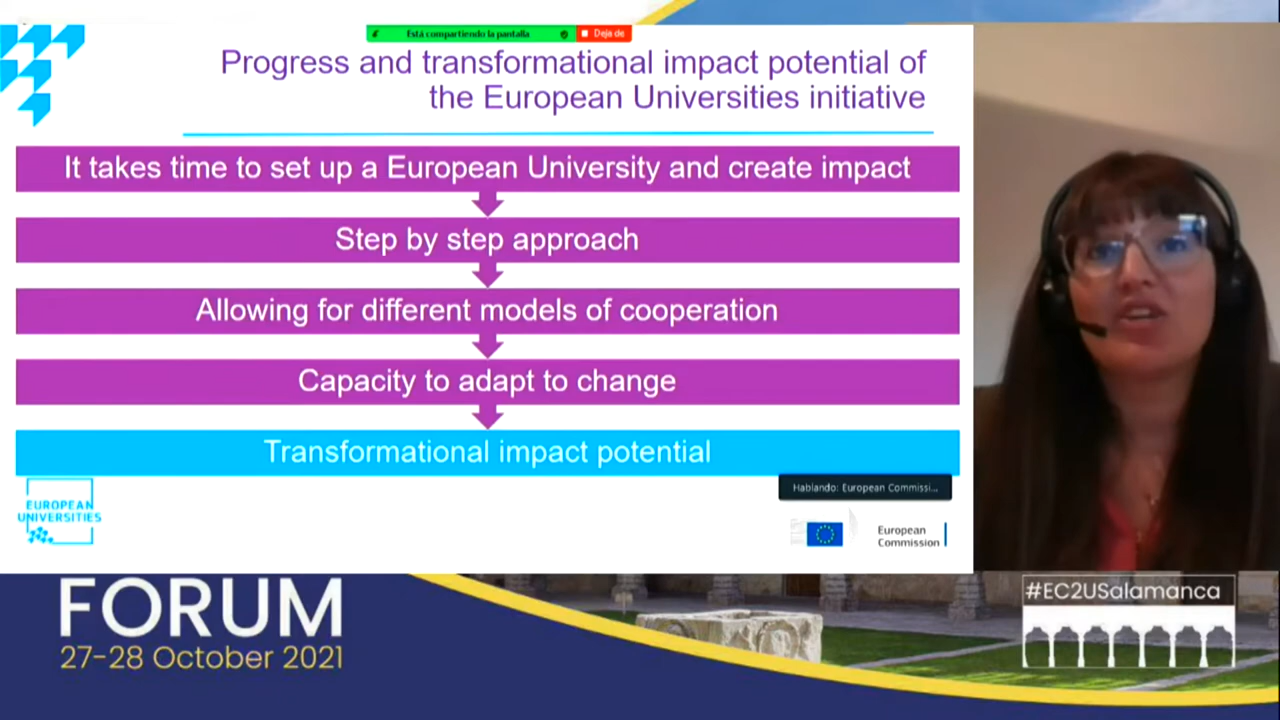 Está compartiendo la pantalla
Deja de
Progress and transformational impact potential of
the European Universities initiative
It takes time to set up a European University and create impact
Step by step approach
Allowing for different models of cooperation
Capacity to adapt to change
Transformational impact potential
Hablando: European Commissi...
EUROPEAN
UNIVERSITIES
European
Commission
FORUM
27-28 October 2021
#EC2USalamanca